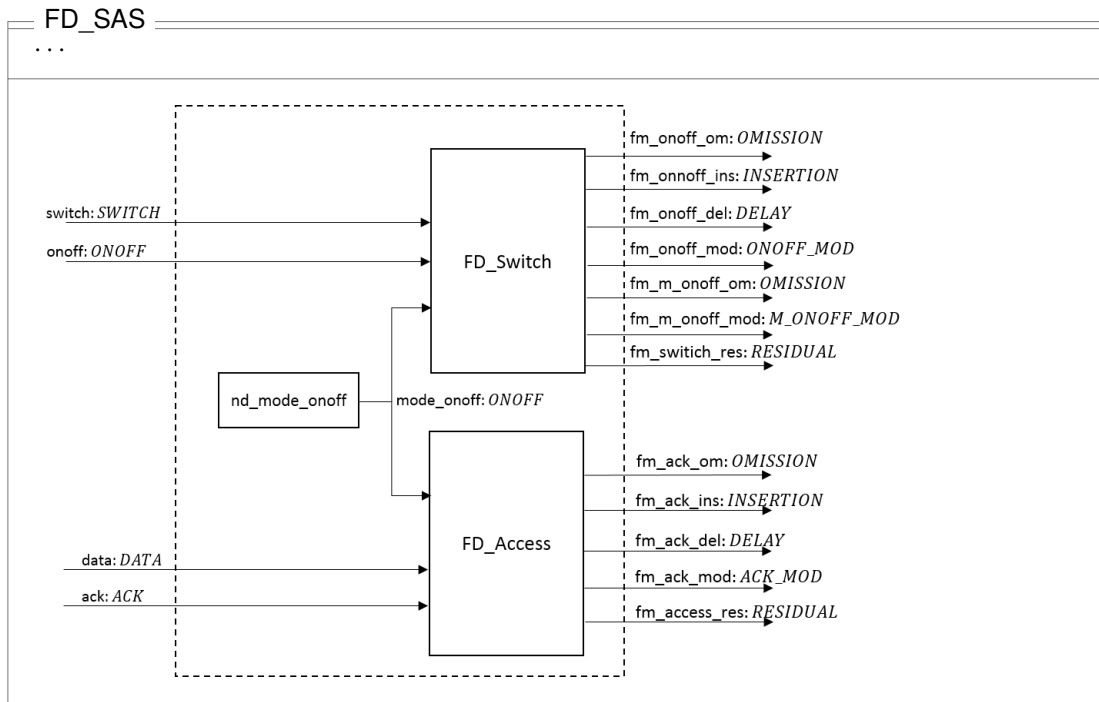 FD_SAS
...
fm_onoff_om: OMISSION
fm_onnoff_ins: INSERTION
switch: SWITCH
fm_onoff_del: DELAY
onoff: ONOFF
fm_onoff_mod: ONOFF_MOD
FD_Switch
fm_m_onoff_om: OMISSION
fm_m_onoff_mod: M_ONOFF_MOD
fm_switich_res: RESIDUAL
nd_mode_onoff
mode_onoff: ONOFF
fm_ack_om: OMISSION
fm_ack_ins: INSERTION
FD_Access
fm_ack_del: DELAY
data: DATA
fm_ack_mod: ACK_MOD
ack: ACK
fm_access_res: RESIDUAL